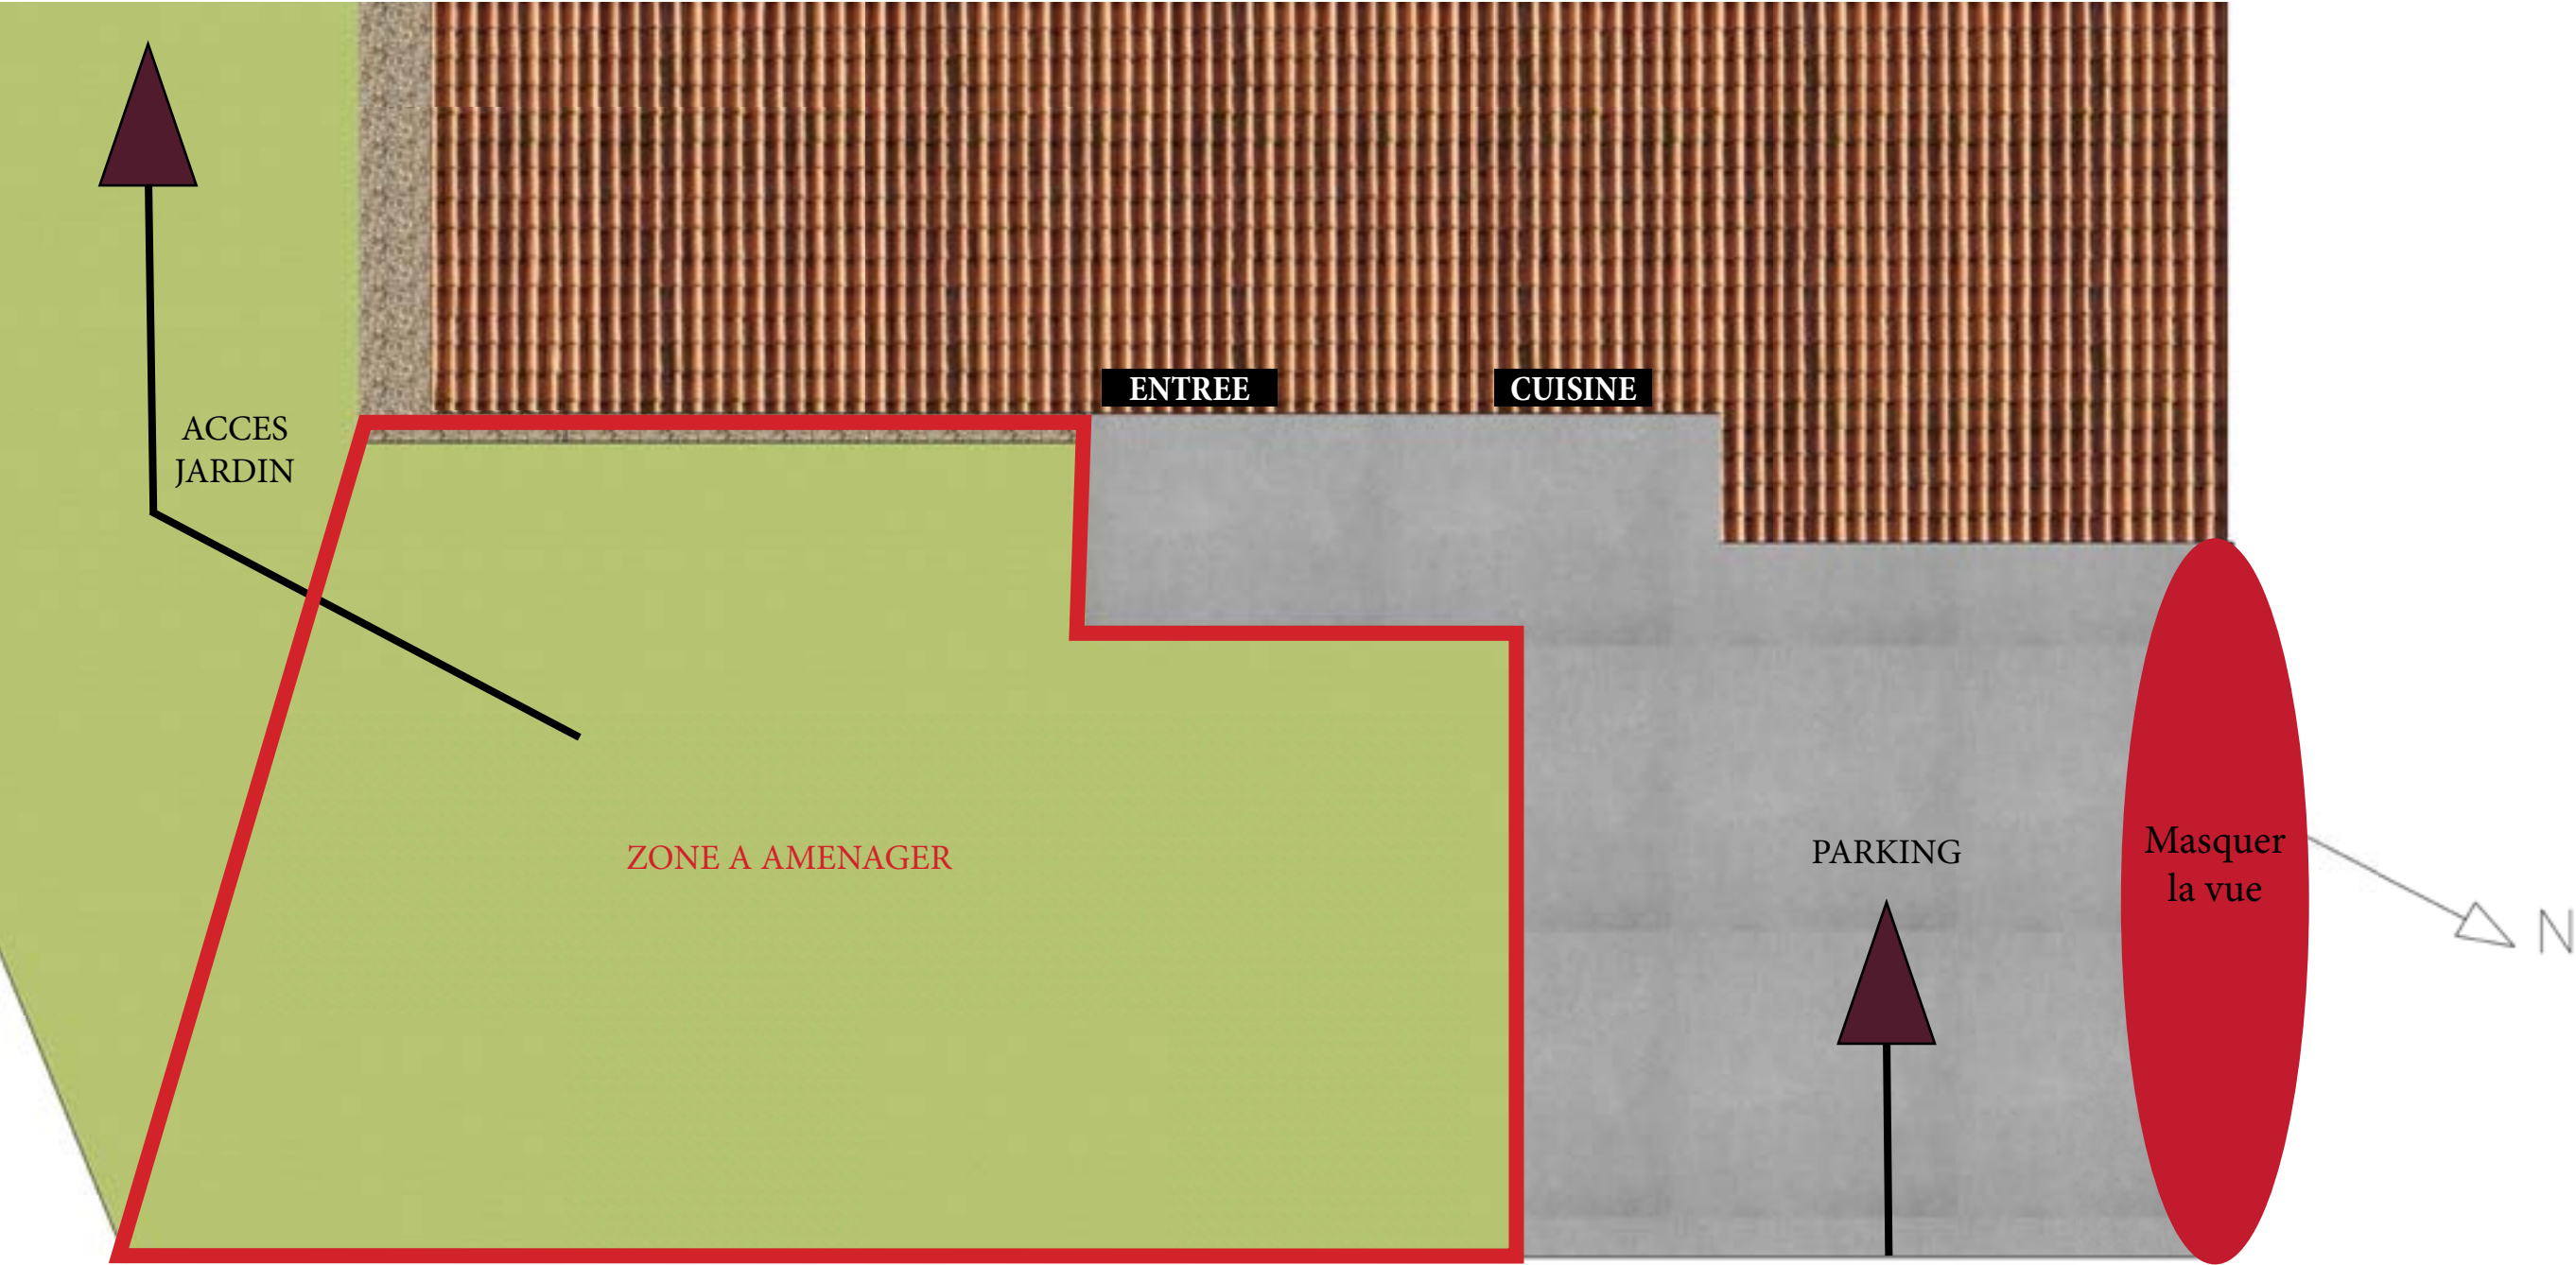 ENTREE
CUISINE
ACCES
JARDIN
ZONE A AMENAGER
PARKING
Masquer
la vue
N